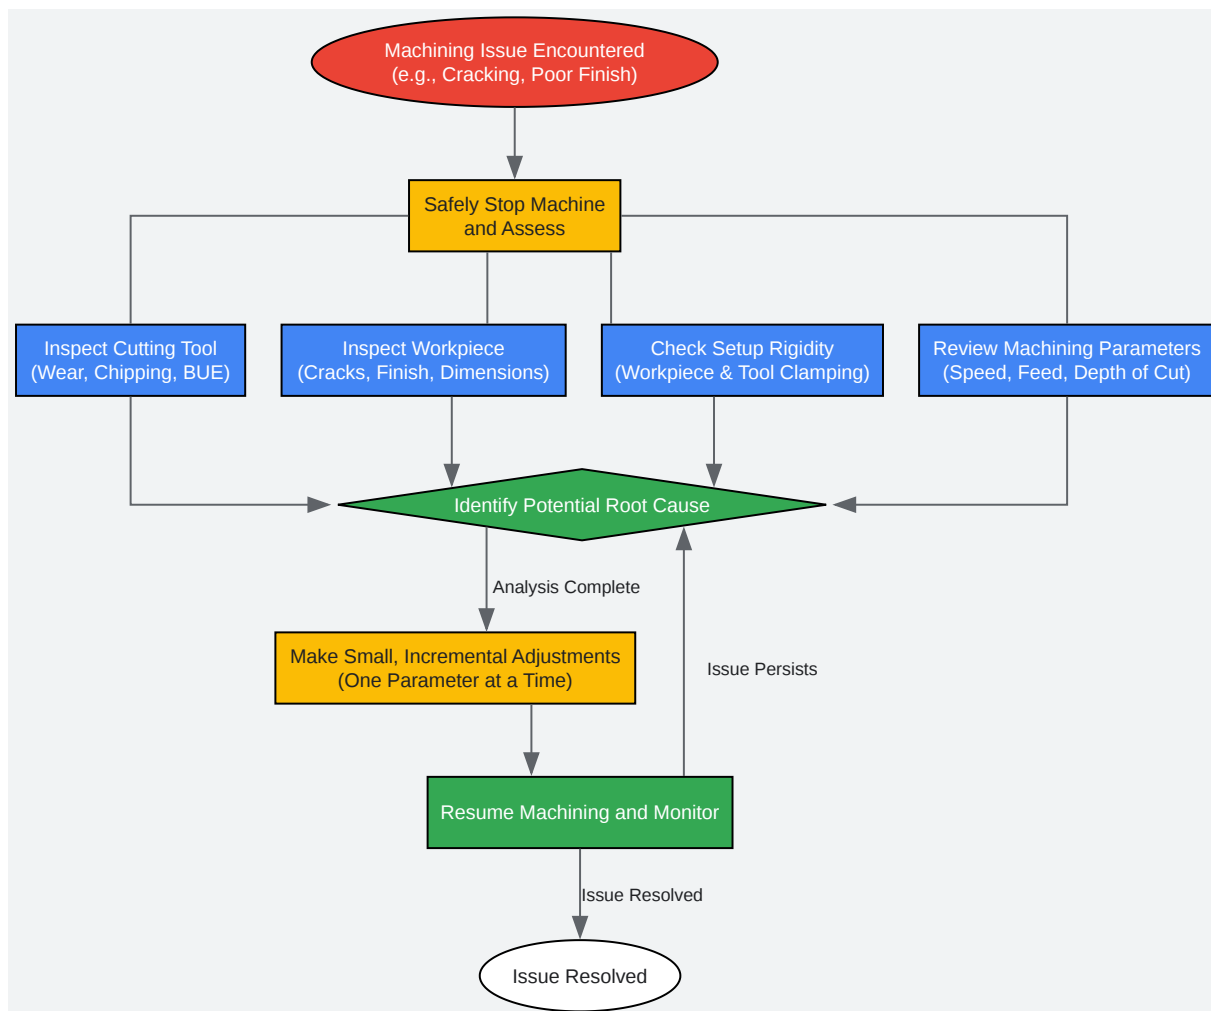 Machining Issue Encountered
(e.g., Cracking, Poor Finish)
Safely Stop Machine
and Assess
Inspect Cutting Tool
(Wear, Chipping, BUE)
Inspect Workpiece
(Cracks, Finish, Dimensions)
Check Setup Rigidity
(Workpiece & Tool Clamping)
Review Machining Parameters
(Speed, Feed, Depth of Cut)
Identify Potential Root Cause
Analysis Complete
Make Small, Incremental Adjustments
(One Parameter at a Time)
Issue Persists
Resume Machining and Monitor
Issue Resolved
Issue Resolved